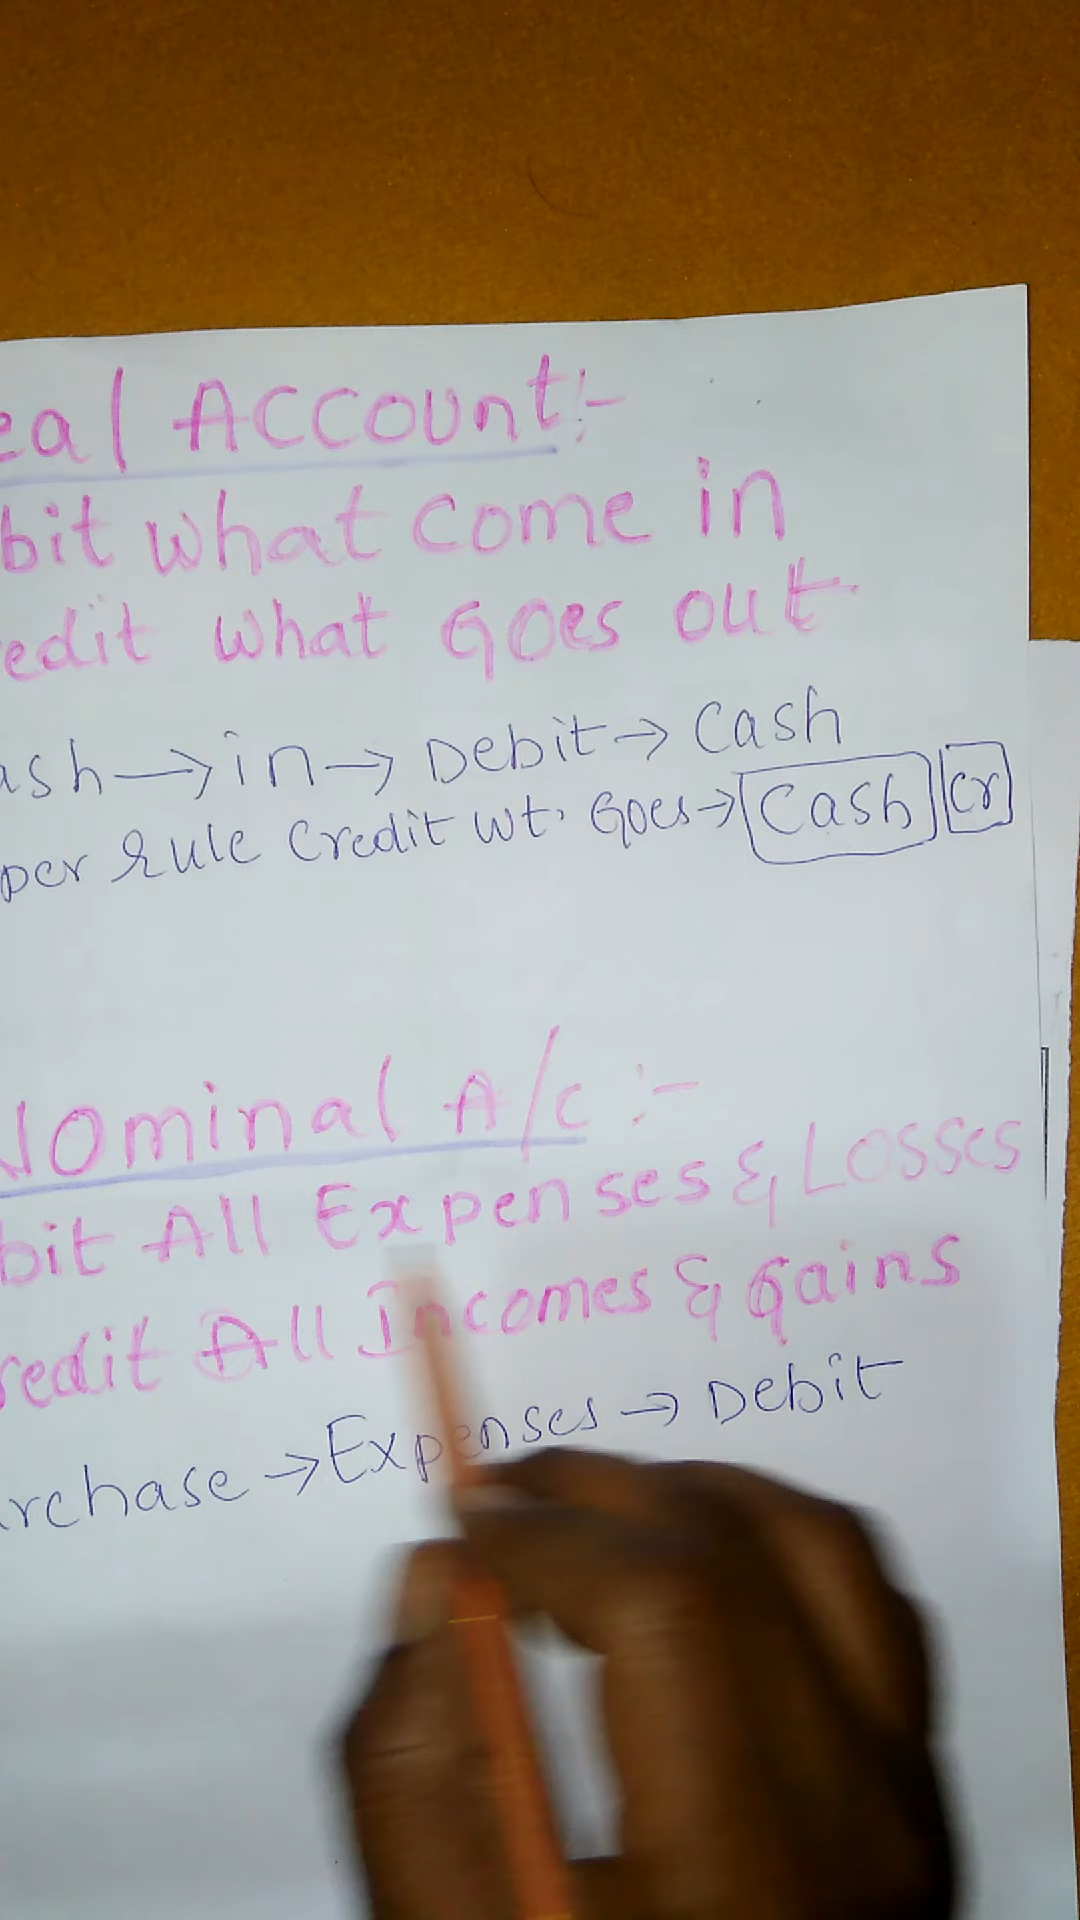 eal Account:-
bit what come in
edit what Goes out
ash → in → Debit → Cash
per rule Credit wt. Goes → Cash Cr
Nominal A/c :-
bit All Expenses & Losses
redit All Incomes & Gains
rchase → Expenses → Debit